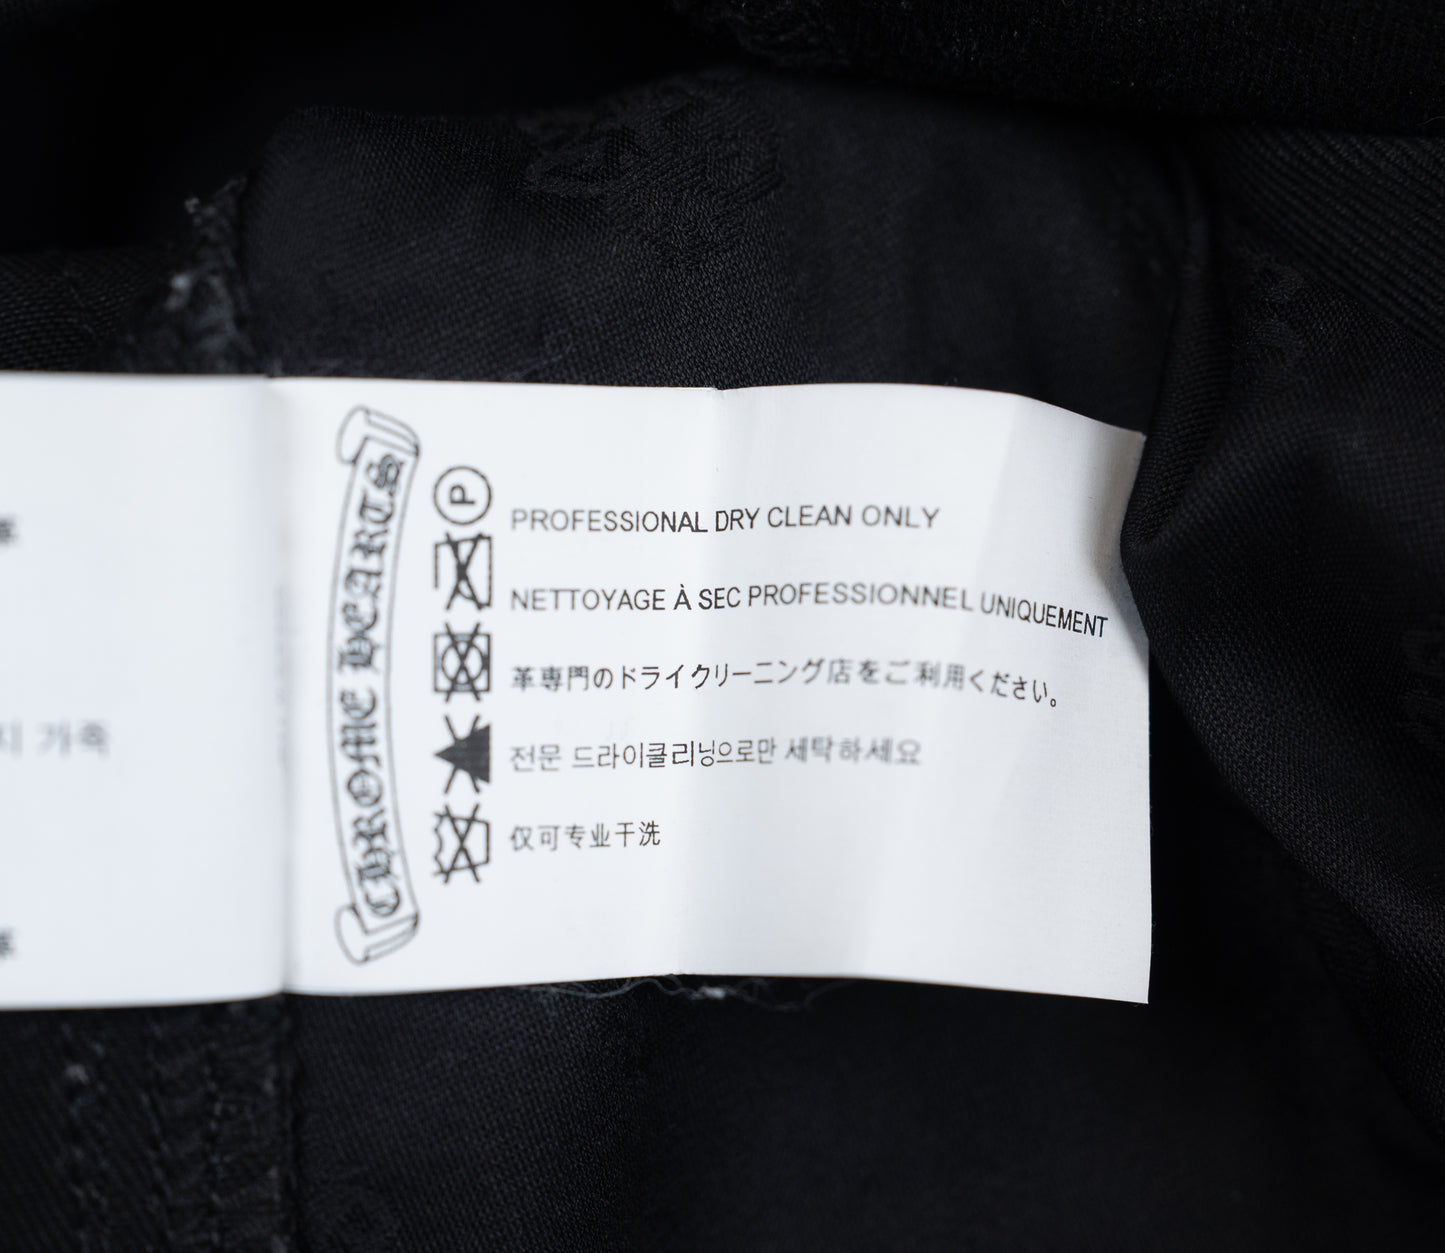 CHROME HEARTS
P
PROFESSIONAL DRY CLEAN ONLY
NETTOYAGE À SEC PROFESSIONNEL UNIQUEMENT
革専門のドライクリーニング店をご利用ください。
전문 드라이클리닝으로만 세탁하세요
仅可专业干洗
가죽